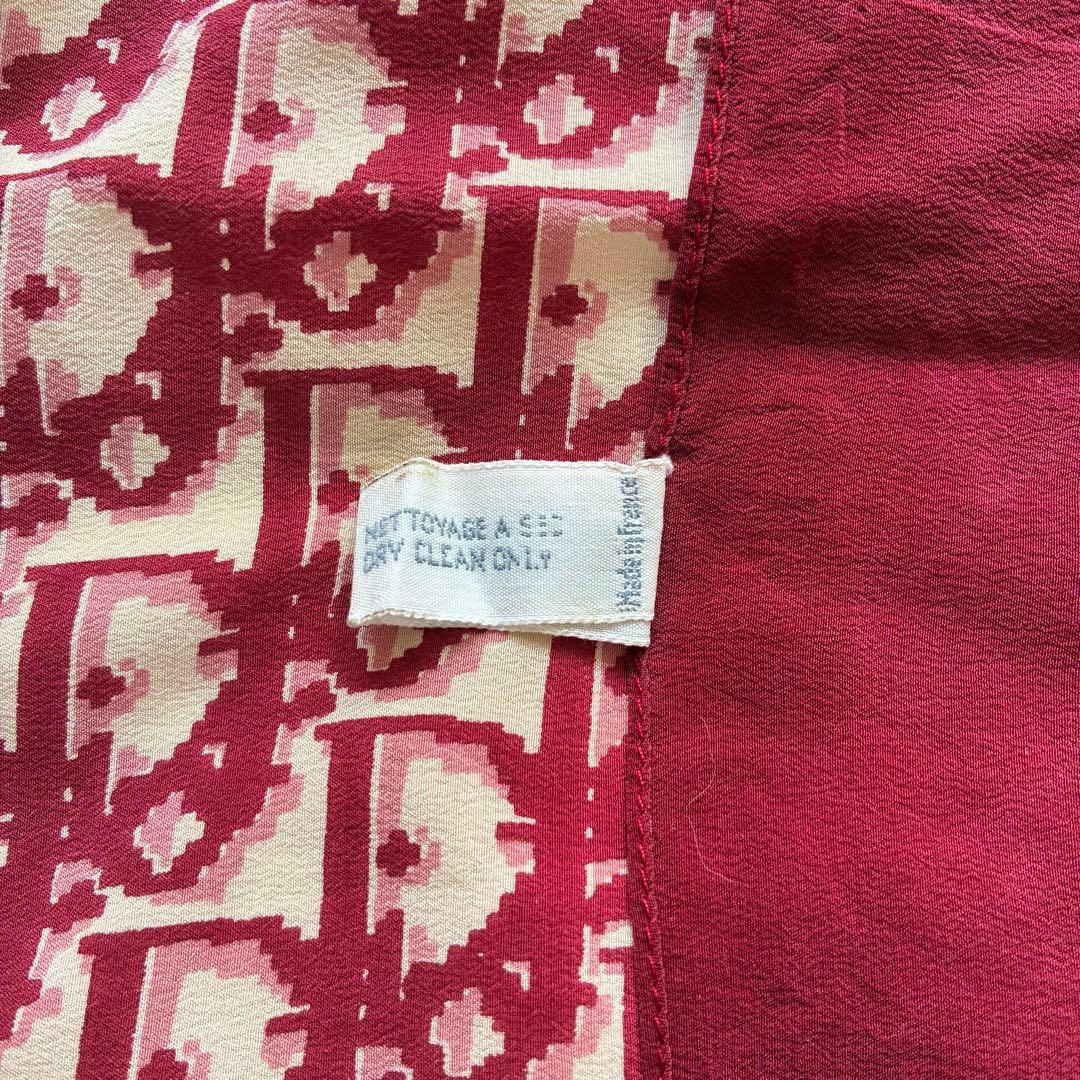 NETTOYAGE A SEC
DRY CLEAN ONLY
Made in france